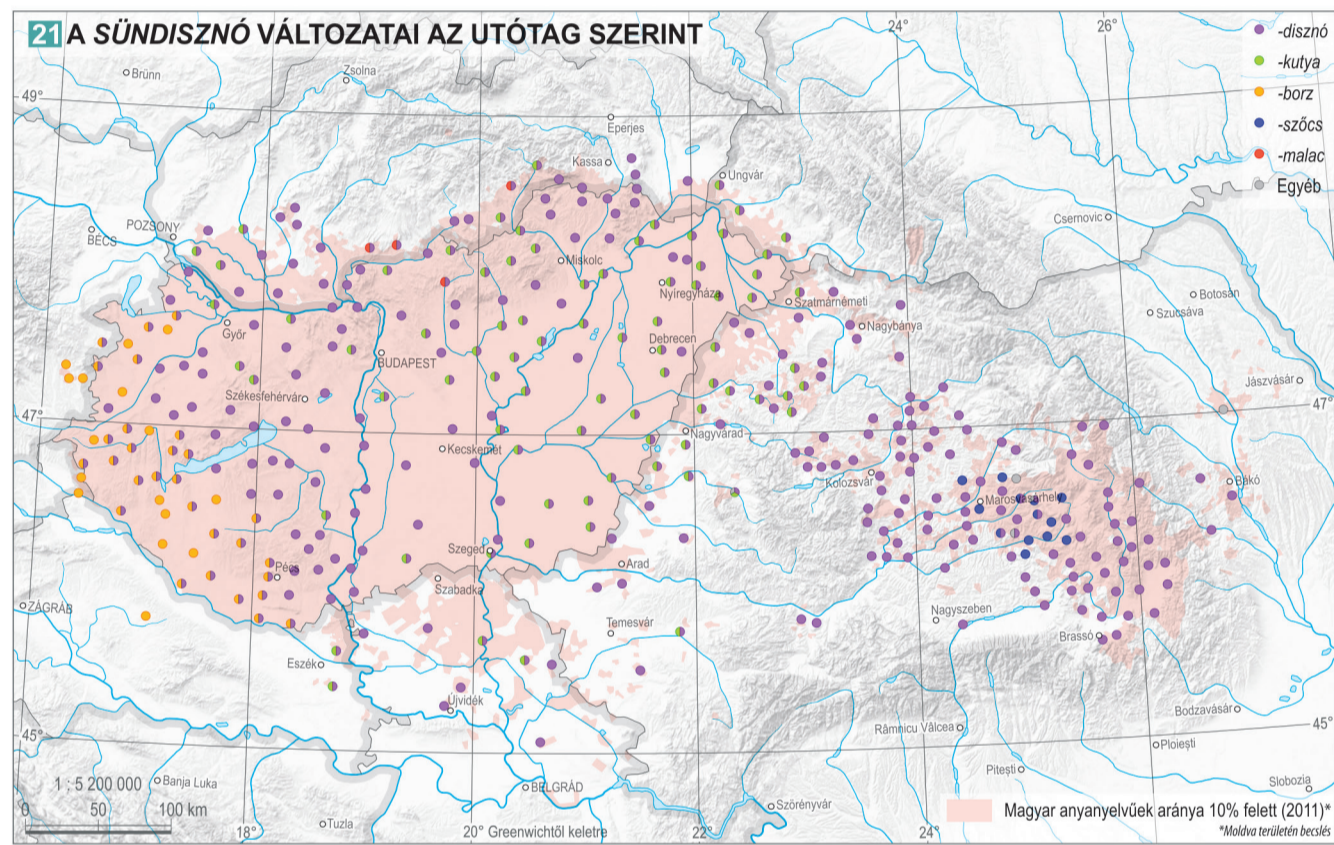 21 A SÜNDISZNÓ VÁLTOZATAI AZ UTÓTAG SZERINT
24°
26°
-disznó
-kutya
-borz
-szőcs
-malac
Egyéb
Brünn
Zsolna
49°
Eperjes
Kassa
Ungvár
Csernovic
POZSONY
BÉCS
Miskolc
Nyíregyháza
Szatmárnémeti
Botosán
Szucsáva
Nagybánya
Győr
Debrecen
BUDAPEST
Jászvásár
Székesfehérvár
47°
47°
Kecskemét
Nagyvárad
Kolozsvár
Bákó
Marosvásárhely
Szeged
Arad
Pécs
Szabadka
ZÁGRÁB
Nagyszeben
Temesvár
Brassó
Eszék
Újvidék
Bodzavásár
Râmnicu Vâlcea
45°
45°
Ploiești
Pitești
1 : 5 200 000
Banja Luka
BELGRÁD
Slobozia
0 50 100 km
Szörényvár
Magyar anyanyelvűek aránya 10% felett (2011)*
Tuzla
18°
20° Greenwichtől keletre
22°
24°
*Moldva területén becslés